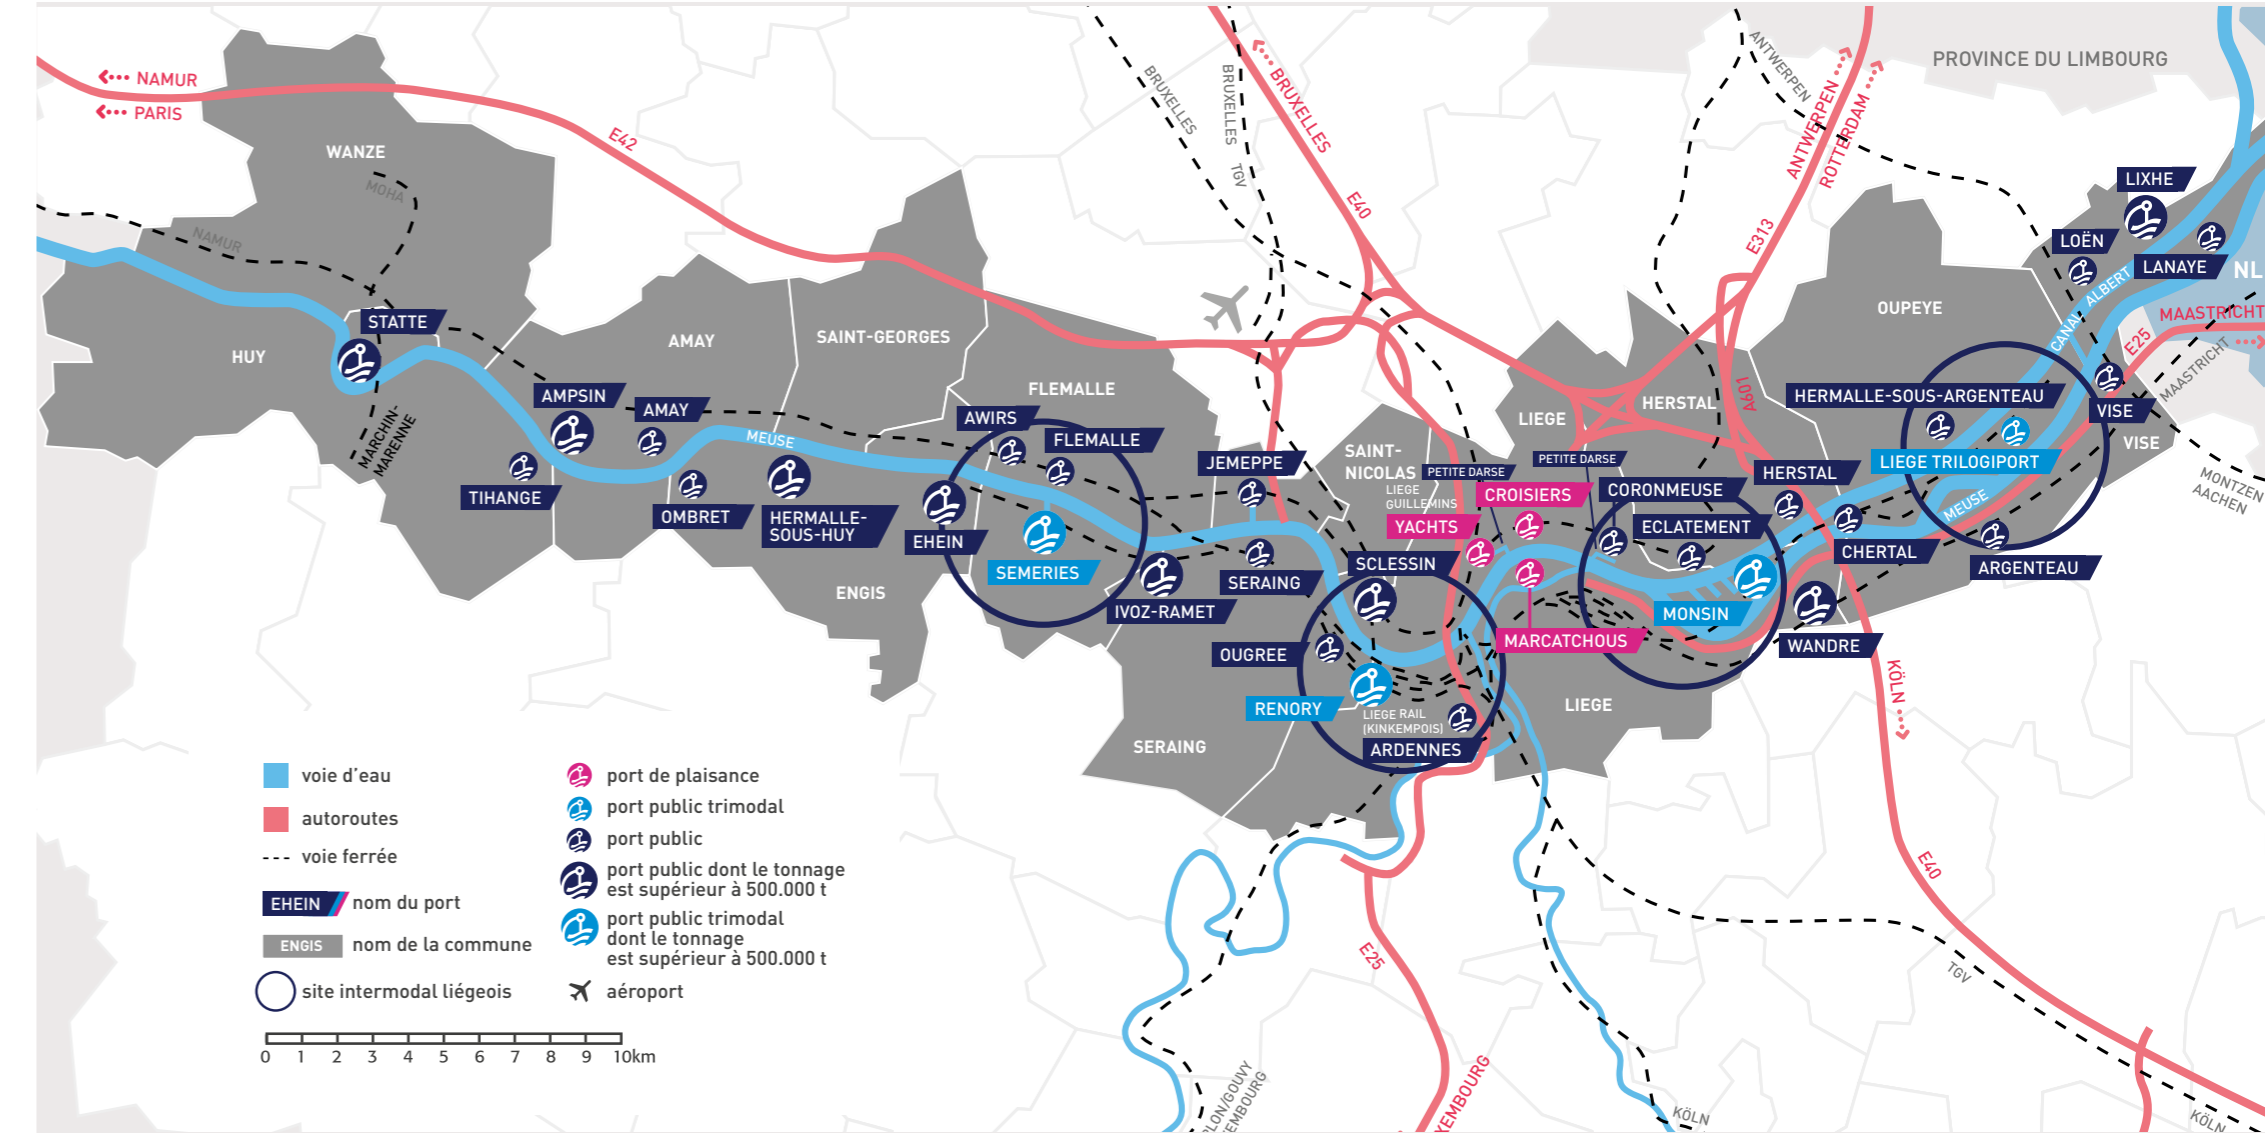 NAMUR
PARIS
E42
WANZE
MOHA
NAMUR
STATTE
HUY
MARCHIN-
MARENNE
BRUXELLES
BRUXELLES TGV
BRUXELLES
E40
ANTWERPEN
ANTWERPEN
ROTTERDAM
E313
PROVINCE DU LIMBOURG
LIXHE
LOËN
LANAYE
NL
CANAL ALBERT
MAASTRICHT
E25
MAASTRICHT
OUPEYE
AMAY
SAINT-GEORGES
FLEMALLE
AMPSIN
AMAY
TIHANGE
OMBRET
MEUSE
HERMALLE-
SOUS-HUY
AWIRS
FLEMALLE
EHEIN
SEMERIES
ENGIS
JEMEPPE
IVOZ-RAMET
SERAING
SAINT-
NICOLAS
LIEGE
GUILLEMINS
PETITE DARSE
CROISIERS
YACHTS
SCLESSIN
OUGREE
RENORY
LIEGE RAIL
(KINKEMPOIS)
ARDENNES
SERAING
LIEGE
HERSTAL
A601
PETITE DARSE
CORONMEUSE
ECLATEMENT
HERSTAL
MARCATCHOUS
MONSIN
WANDRE
CHERTAL
LIEGE
HERMALLE-SOUS-ARGENTEAU
LIEGE TRILOGIPORT
VISE
VISE
MEUSE
ARGENTEAU
MONTZEN
AACHEN
KÖLN
E40
TGV
KÖLN
KÖLN
E25
XEMBOURG
LON/GOUVY
EMBOURG
voie d'eau
autoroutes
voie ferrée
EHEIN nom du port
ENGIS nom de la commune
site intermodal liégeois
0 1 2 3 4 5 6 7 8 9 10km
port de plaisance
port public trimodal
port public
port public dont le tonnage
est supérieur à 500.000 t
port public trimodal
dont le tonnage
est supérieur à 500.000 t
aéroport